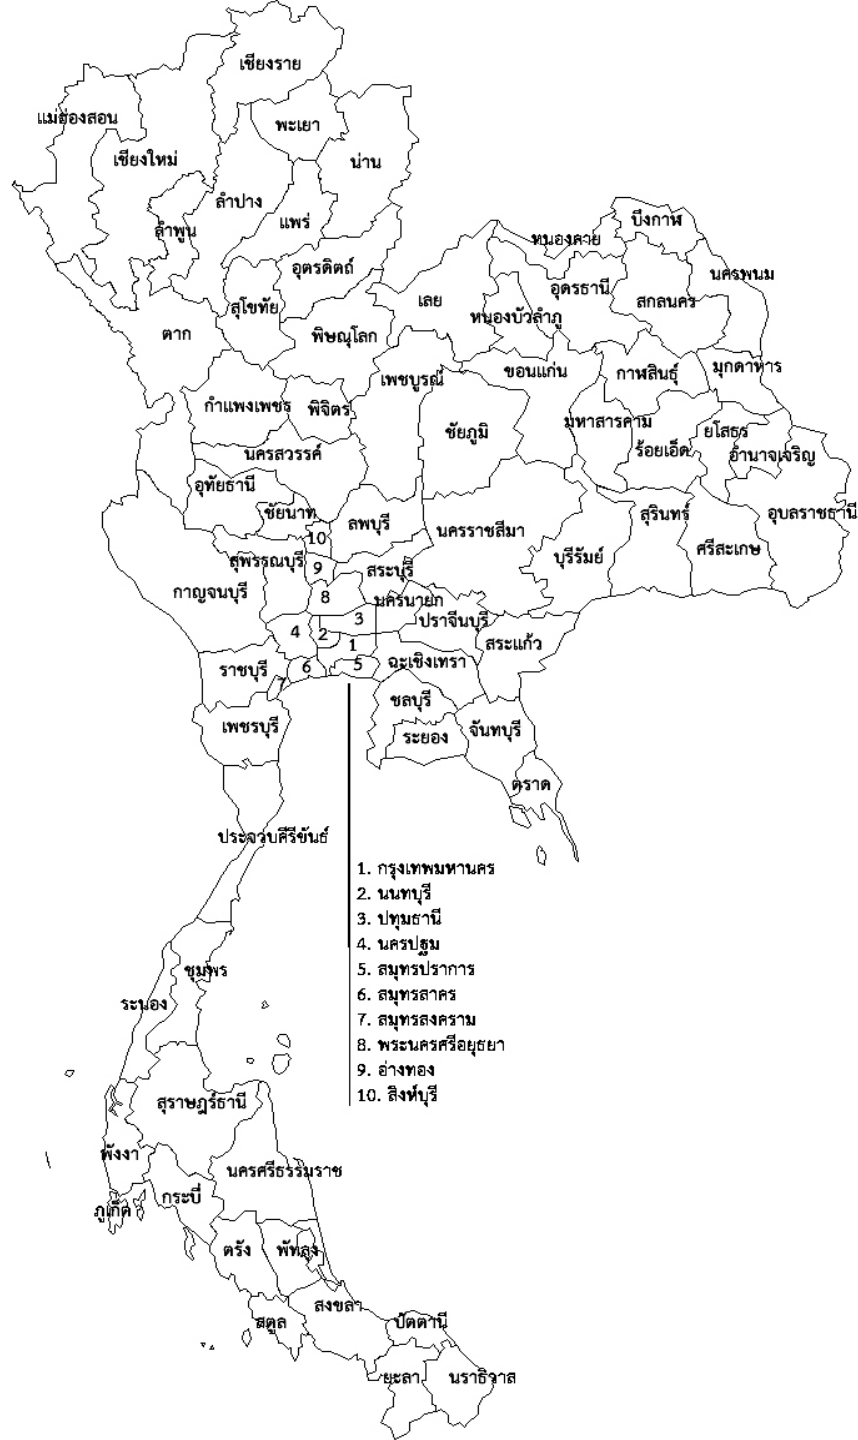 เชียงราย
แม่ฮ่องสอน
พะเยา
เชียงใหม่
น่าน
ลำปาง
แพร่
ลำพูน
บึงกาฬ
หนองคาย
อุตรดิตถ์
นครพนม
อุดรธานี
เลย
สกลนคร
สุโขทัย
หนองบัวลำภู
ตาก
พิษณุโลก
เพชรบูรณ์
ขอนแก่น
กาฬสินธุ์
มุกดาหาร
กำแพงเพชร
พิจิตร
มหาสารคาม
ชัยภูมิ
ยโสธร
นครสวรรค์
ร้อยเอ็ด
อำนาจเจริญ
อุทัยธานี
ชัยนาท
ลพบุรี
นครราชสีมา
สุรินทร์
อุบลราชธานี
10
สุพรรณบุรี
9
สระบุรี
บุรีรัมย์
ศรีสะเกษ
กาญจนบุรี
8
นครนายก
3
ปราจีนบุรี
4
2
1
สระแก้ว
ราชบุรี
6
5
ฉะเชิงเทรา
7
ชลบุรี
เพชรบุรี
ระยอง
จันทบุรี
ตราด
ประจวบคีรีขันธ์
1. กรุงเทพมหานคร
2. นนทบุรี
3. ปทุมธานี
4. นครปฐม
5. สมุทรปราการ
6. สมุทรสาคร
7. สมุทรสงคราม
8. พระนครศรีอยุธยา
9. อ่างทอง
10. สิงห์บุรี
ชุมพร
ระนอง
สุราษฎร์ธานี
พังงา
นครศรีธรรมราช
กระบี่
ภูเก็ต
ตรัง
พัทลุง
สงขลา
สตูล
ปัตตานี
ยะลา
นราธิวาส